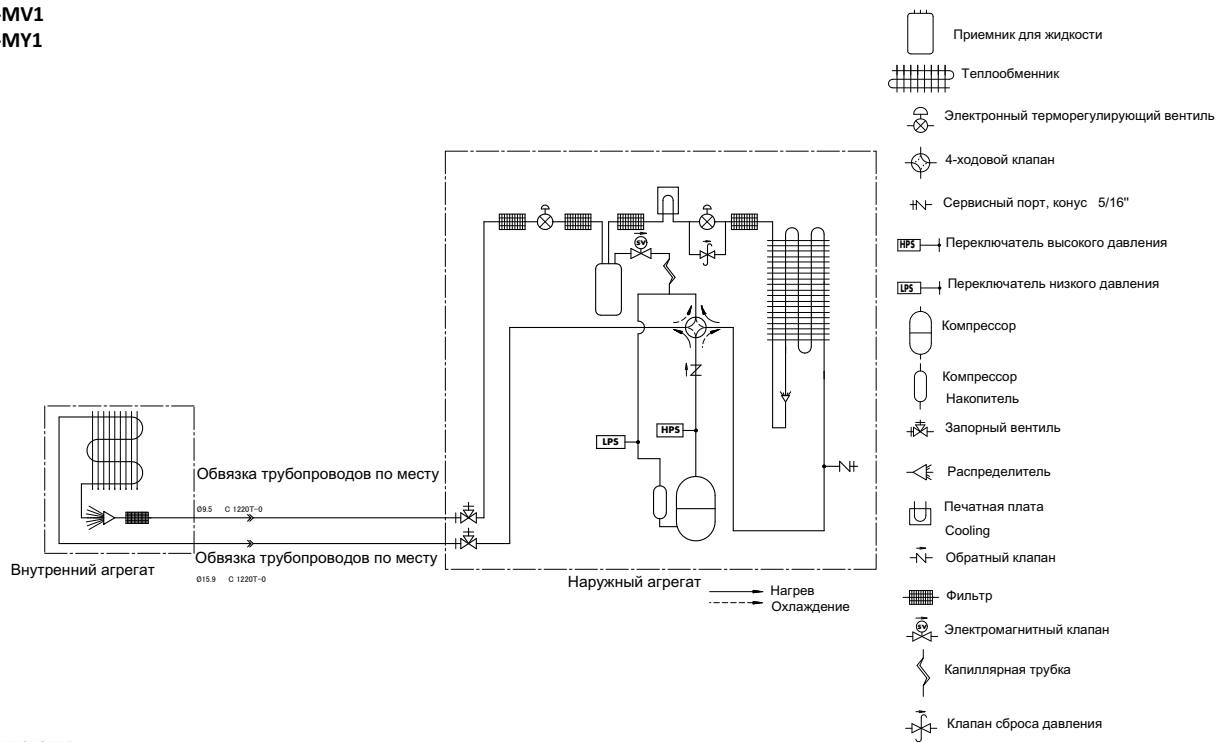 -MV1
-MY1
Приемник для жидкости
Теплообменник
Электронный терморегулирующий вентиль
4-ходовой клапан
Сервисный порт, конус 5/16"
HPS Переключатель высокого давления
LPS Переключатель низкого давления
Компрессор
Компрессор
Накопитель
Запорный вентиль
Распределитель
Печатная плата
Cooling
Обратный клапан
Фильтр
SV Электромагнитный клапан
Капиллярная трубка
Клапан сброса давления
SV
LPS
HPS
Обвязка трубопроводов по месту
Ø9.5 C 1220T-0
Обвязка трубопроводов по месту
Ø15.9 C 1220T-0
Внутренний агрегат
Наружный агрегат
Нагрев
Охлаждение